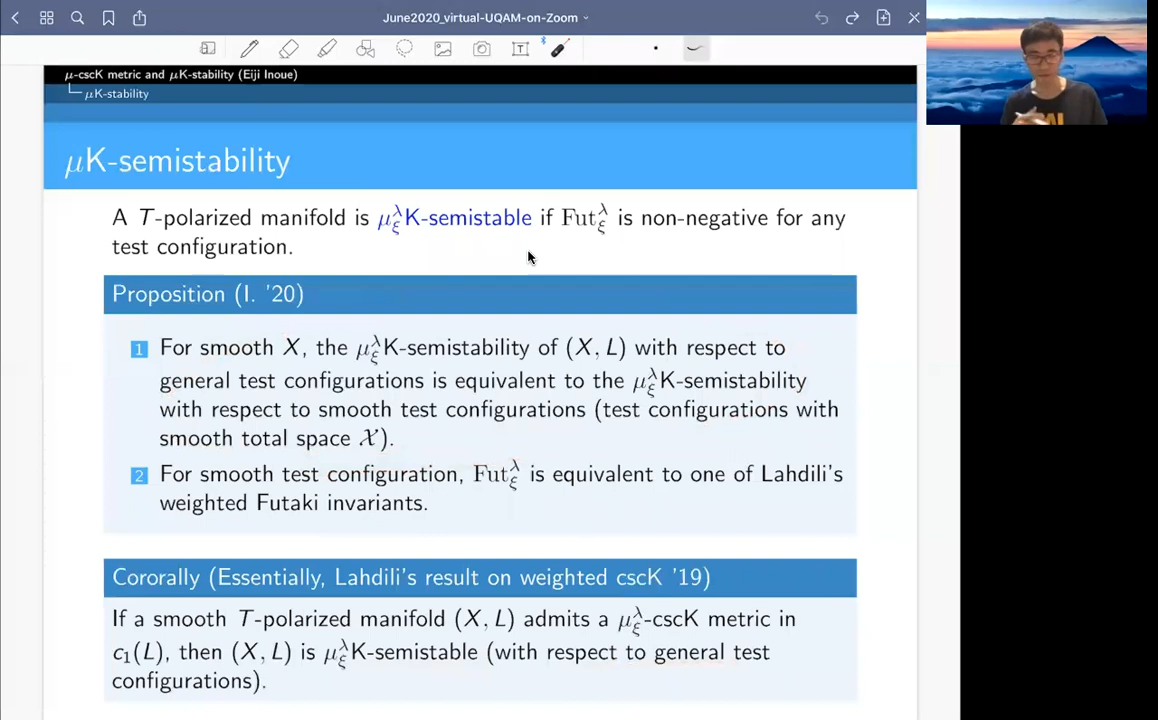 June2020_virtual-UQAM-on-Zoom
μ-cscK metric and μK-stability (Eiji Inoue)
μK-stability
μK-semistability
A T-polarized manifold is μ^λ_ξK-semistable if Fut^λ_ξ is non-negative for any
test configuration.
Proposition (I. '20)
1 For smooth X, the μ^λ_ξK-semistability of (X, L) with respect to
general test configurations is equivalent to the μ^λ_ξK-semistability
with respect to smooth test configurations (test configurations with
smooth total space 𝒳).
2 For smooth test configuration, Fut^λ_ξ is equivalent to one of Lahdili's
weighted Futaki invariants.
Cororally (Essentially, Lahdili's result on weighted cscK '19)
If a smooth T-polarized manifold (X, L) admits a μ^λ_ξ-cscK metric in
c₁(L), then (X, L) is μ^λ_ξK-semistable (with respect to general test
configurations).